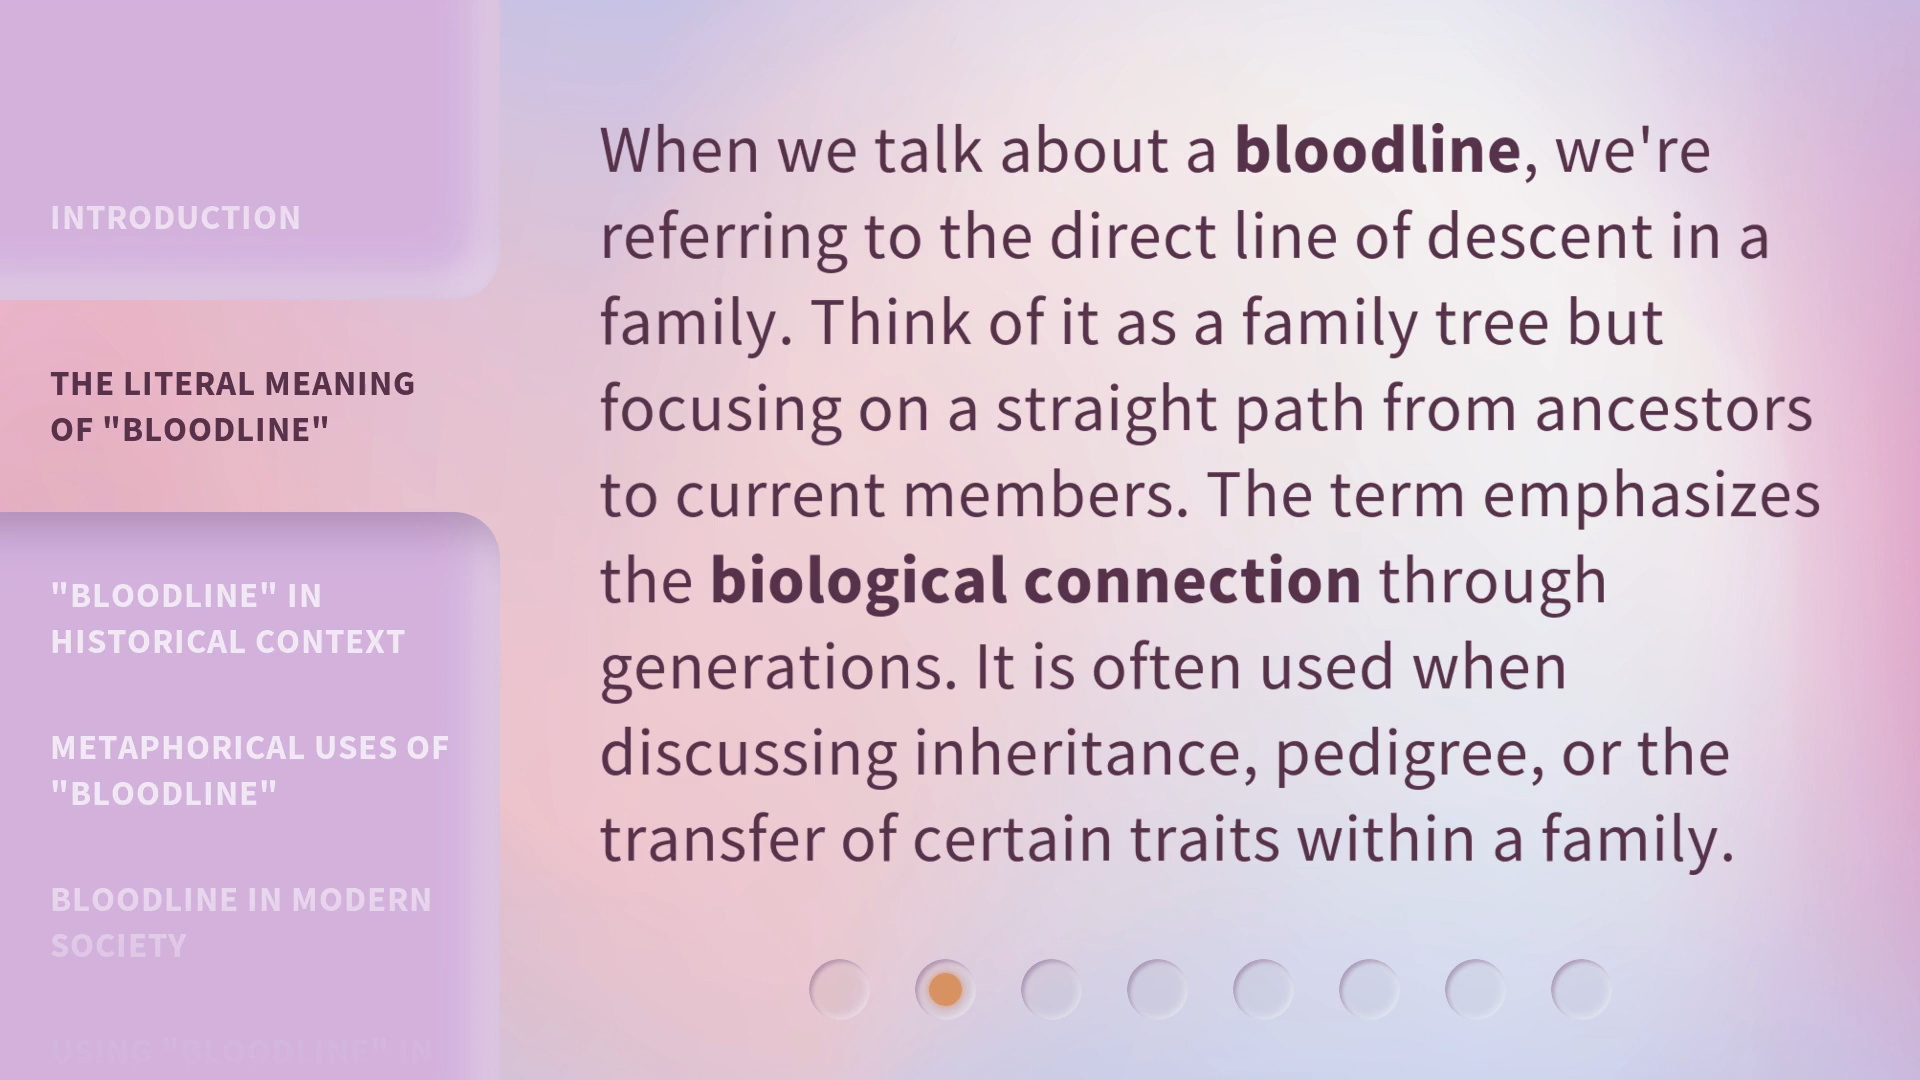 INTRODUCTION
THE LITERAL MEANING
OF "BLOODLINE"
"BLOODLINE" IN
HISTORICAL CONTEXT
METAPHORICAL USES OF
"BLOODLINE"
BLOODLINE IN MODERN
SOCIETY
USING "BLOODLINE" IN
When we talk about a bloodline, we're
referring to the direct line of descent in a
family. Think of it as a family tree but
focusing on a straight path from ancestors
to current members. The term emphasizes
the biological connection through
generations. It is often used when
discussing inheritance, pedigree, or the
transfer of certain traits within a family.